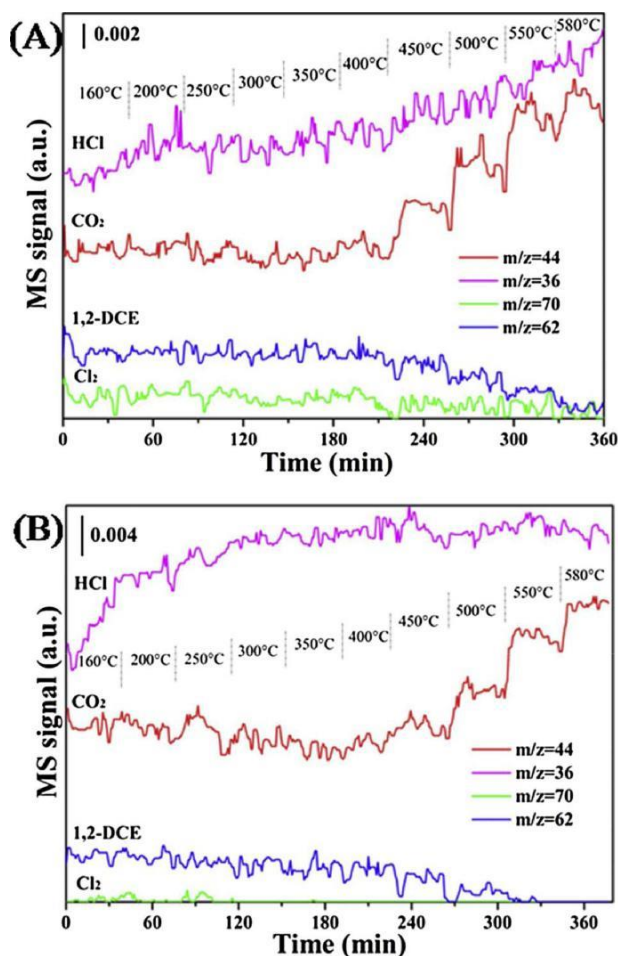 (A)
0.002
160°C
200°C
250°C
300°C
350°C
400°C
450°C
500°C
550°C
580°C
HCl
CO₂
1,2-DCE
Cl₂
m/z=44
m/z=36
m/z=70
m/z=62
MS signal (a.u.)
0
60
120
180
240
300
360
Time (min)
(B)
0.004
HCl
160°C
200°C
250°C
300°C
350°C
400°C
450°C
500°C
550°C
580°C
CO₂
1,2-DCE
Cl₂
m/z=44
m/z=36
m/z=70
m/z=62
MS signal (a.u.)
0
60
120
180
240
300
360
Time (min)